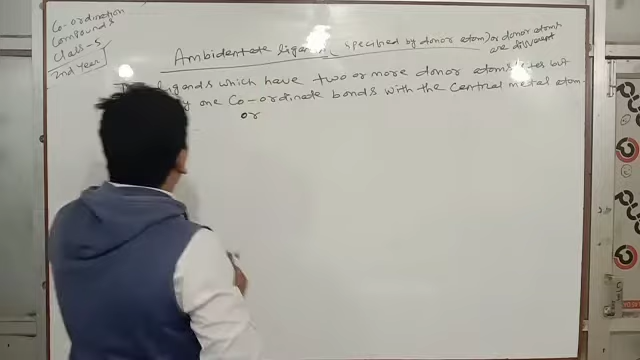 Co-ordination
Compounds
Class-5
2nd Year
Ambidentate ligan (specified by donor atom) or donor atoms
are different
ligands which have two or more donor atoms but
one Co-ordinate bonds with the Central metal atom
or